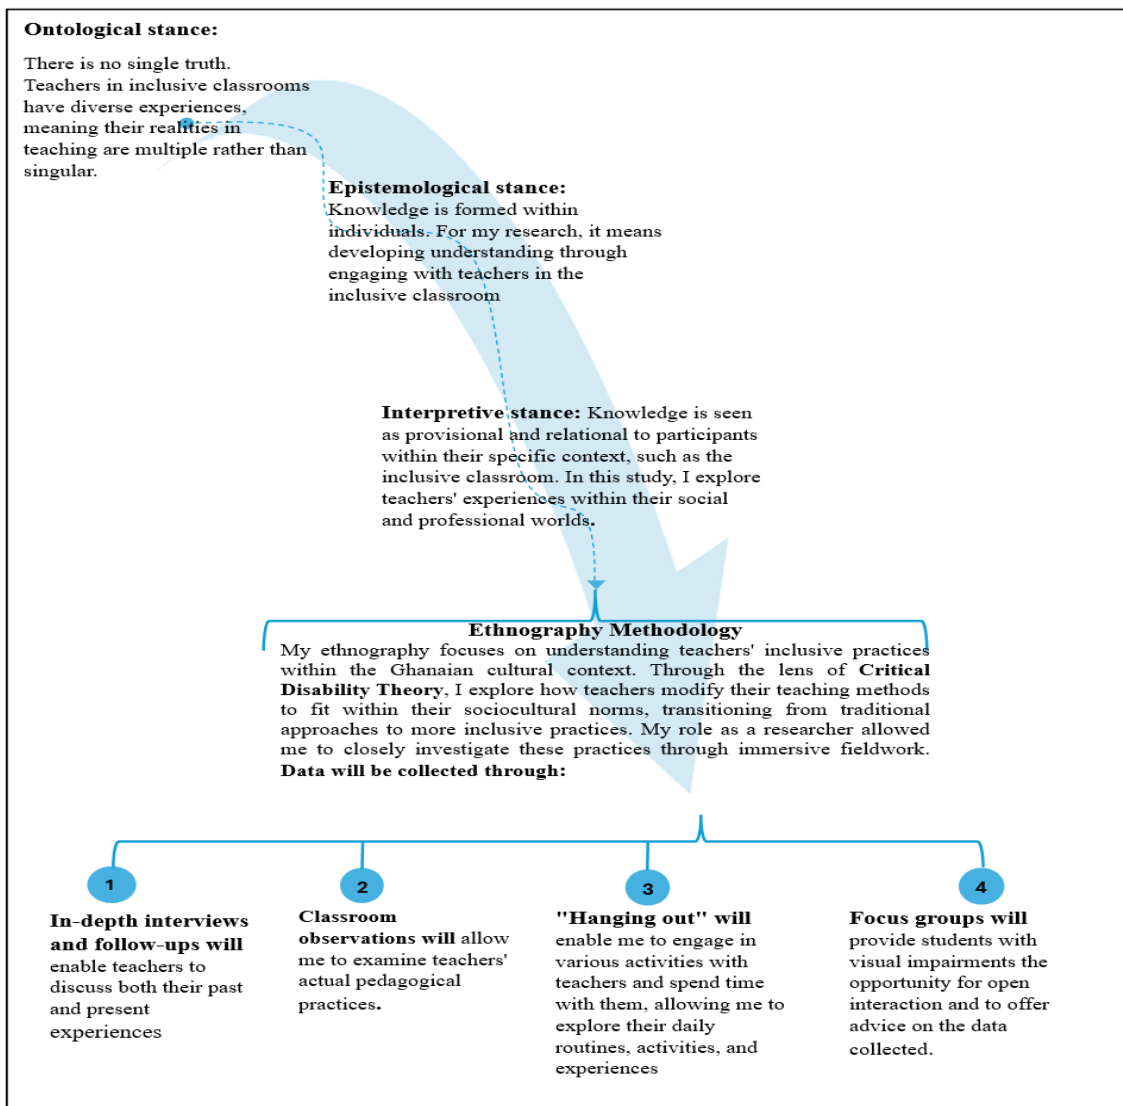 Ontological stance:
There is no single truth.
Teachers in inclusive classrooms
have diverse experiences,
meaning their realities in
teaching are multiple rather than
singular.
Epistemological stance:
Knowledge is formed within
individuals. For my research, it means
developing understanding through
engaging with teachers in the
inclusive classroom
Interpretive stance: Knowledge is seen
as provisional and relational to participants
within their specific context, such as the
inclusive classroom. In this study, I explore
teachers' experiences within their social
and professional worlds.
Ethnography Methodology
My ethnography focuses on understanding teachers' inclusive practices
within the Ghanaian cultural context. Through the lens of Critical
Disability Theory, I explore how teachers modify their teaching methods
to fit within their sociocultural norms, transitioning from traditional
approaches to more inclusive practices. My role as a researcher allowed
me to closely investigate these practices through immersive fieldwork.
Data will be collected through:
1
In-depth interviews
and follow-ups will
enable teachers to
discuss both their past
and present
experiences
2
Classroom
observations will allow
me to examine teachers'
actual pedagogical
practices.
3
"Hanging out" will
enable me to engage in
various activities with
teachers and spend time
with them, allowing me to
explore their daily
routines, activities, and
experiences
4
Focus groups will
provide students with
visual impairments the
opportunity for open
interaction and to offer
advice on the data
collected.